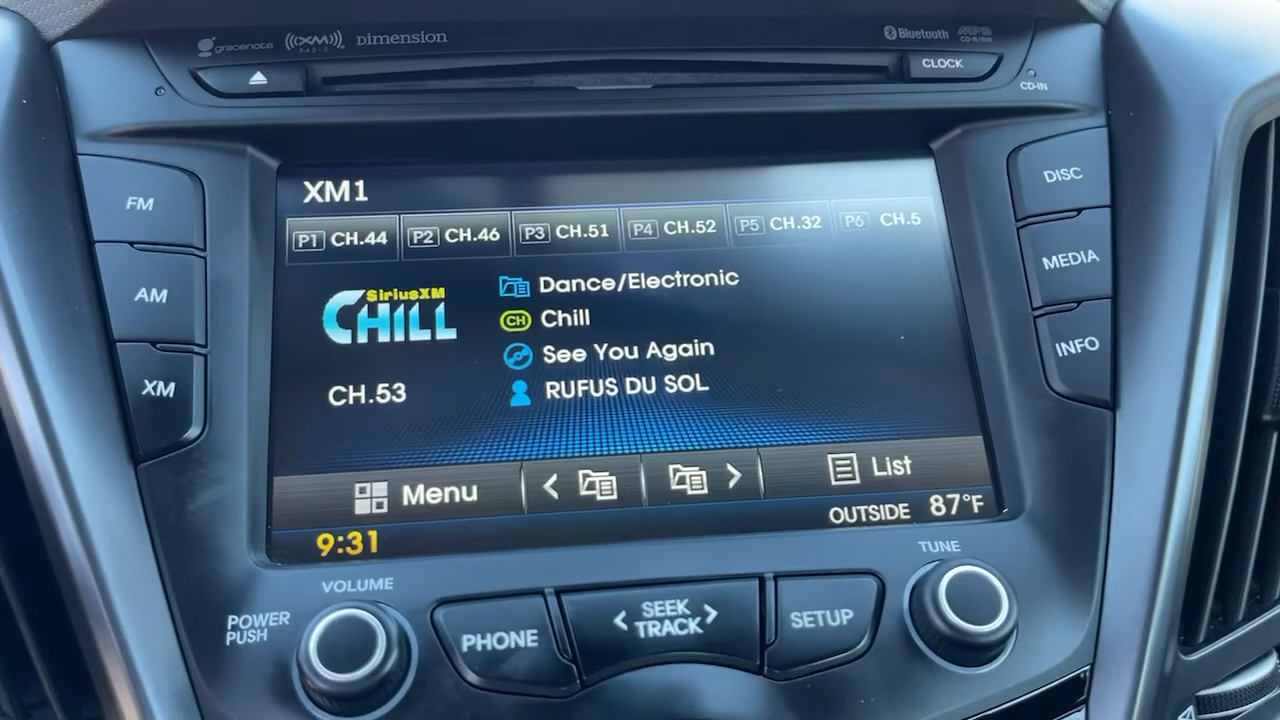 gracenote XM RADIO Dimension
Bluetooth MP3 CD-R/RW
CLOCK
CD-IN
FM
AM
XM
DISC
MEDIA
INFO
XM1
P1 CH.44 P2 CH.46 P3 CH.51 P4 CH.52 P5 CH.32 P6 CH.5
SiriusXM
CHILL
CH.53
Dance/Electronic
CH Chill
See You Again
RUFUS DU SOL
Menu < > List
9:31
OUTSIDE 87°F
VOLUME
POWER
PUSH
PHONE
< SEEK >
TRACK
SETUP
TUNE